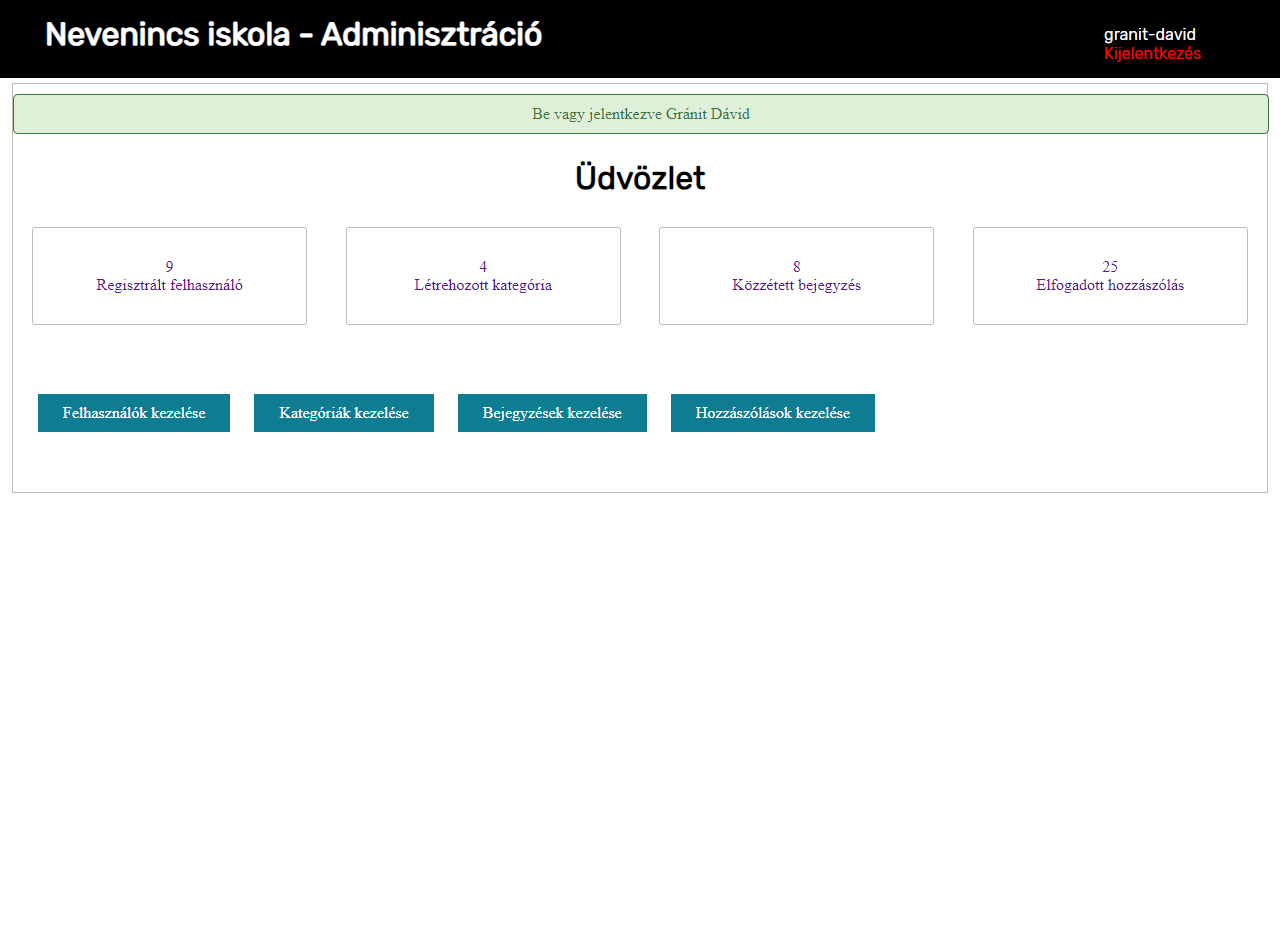 Nevenincs iskola - Adminisztráció
granit-david
Kijelentkezés
Be vagy jelentkezve Gránit Dávid
Üdvözlet
9
Regisztrált felhasználó
4
Létrehozott kategória
8
Közzétett bejegyzés
25
Elfogadott hozzászólás
Felhasználók kezelése
Kategóriák kezelése
Bejegyzések kezelése
Hozzászólások kezelése